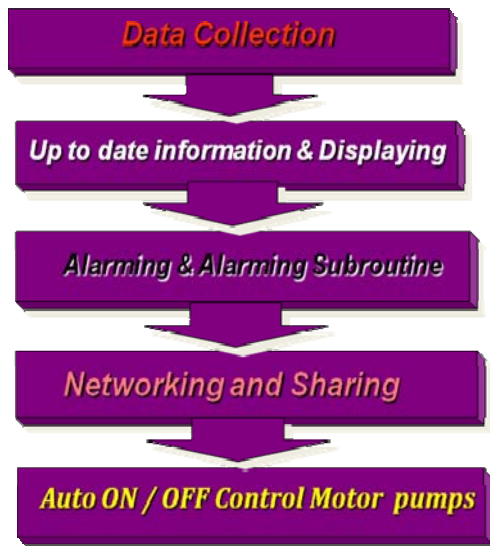 Data Collection
Up to date information & Displaying
Alarming & Alarming Subroutine
Networking and Sharing
Auto ON / OFF Control Motor pumps